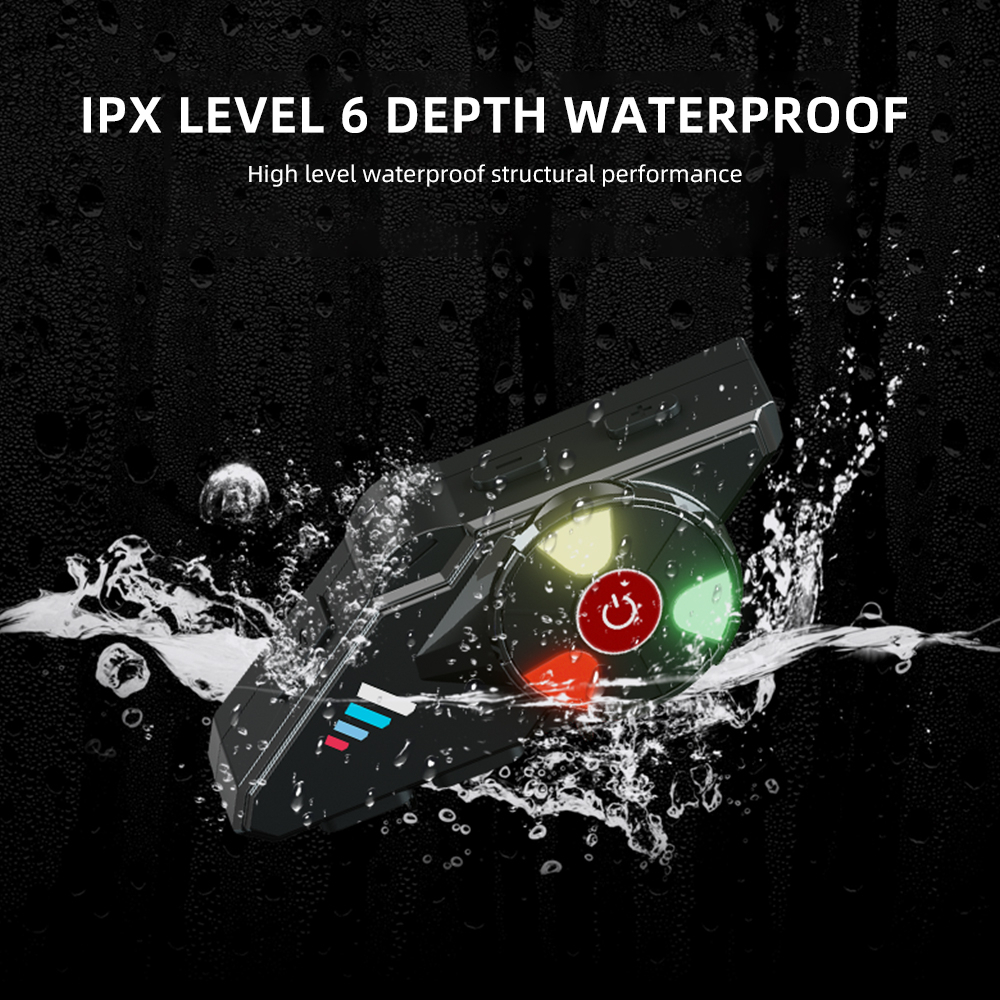 IPX LEVEL 6 DEPTH WATERPROOF
High level waterproof structural performance